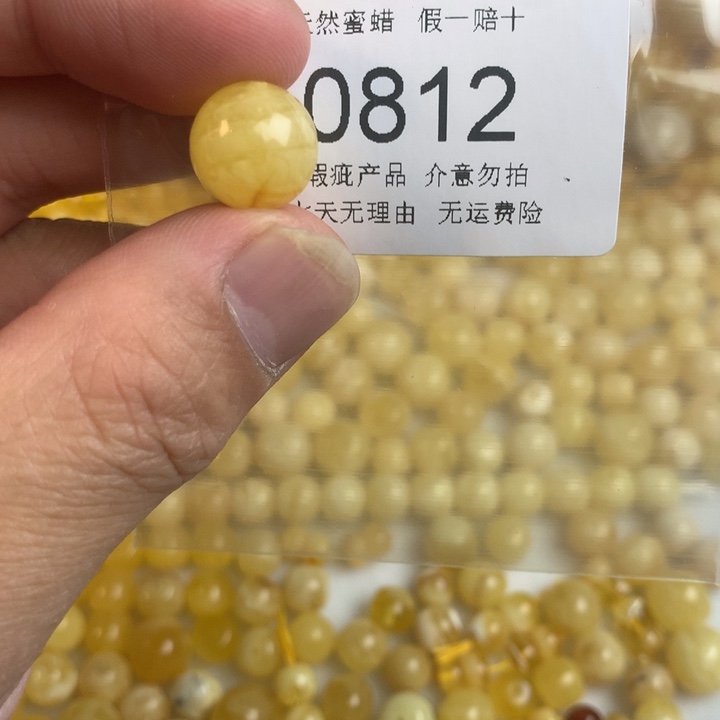 然蜜蜡 假一赔十
0812
瑕疵产品 介意勿拍
天无理由 无运费险